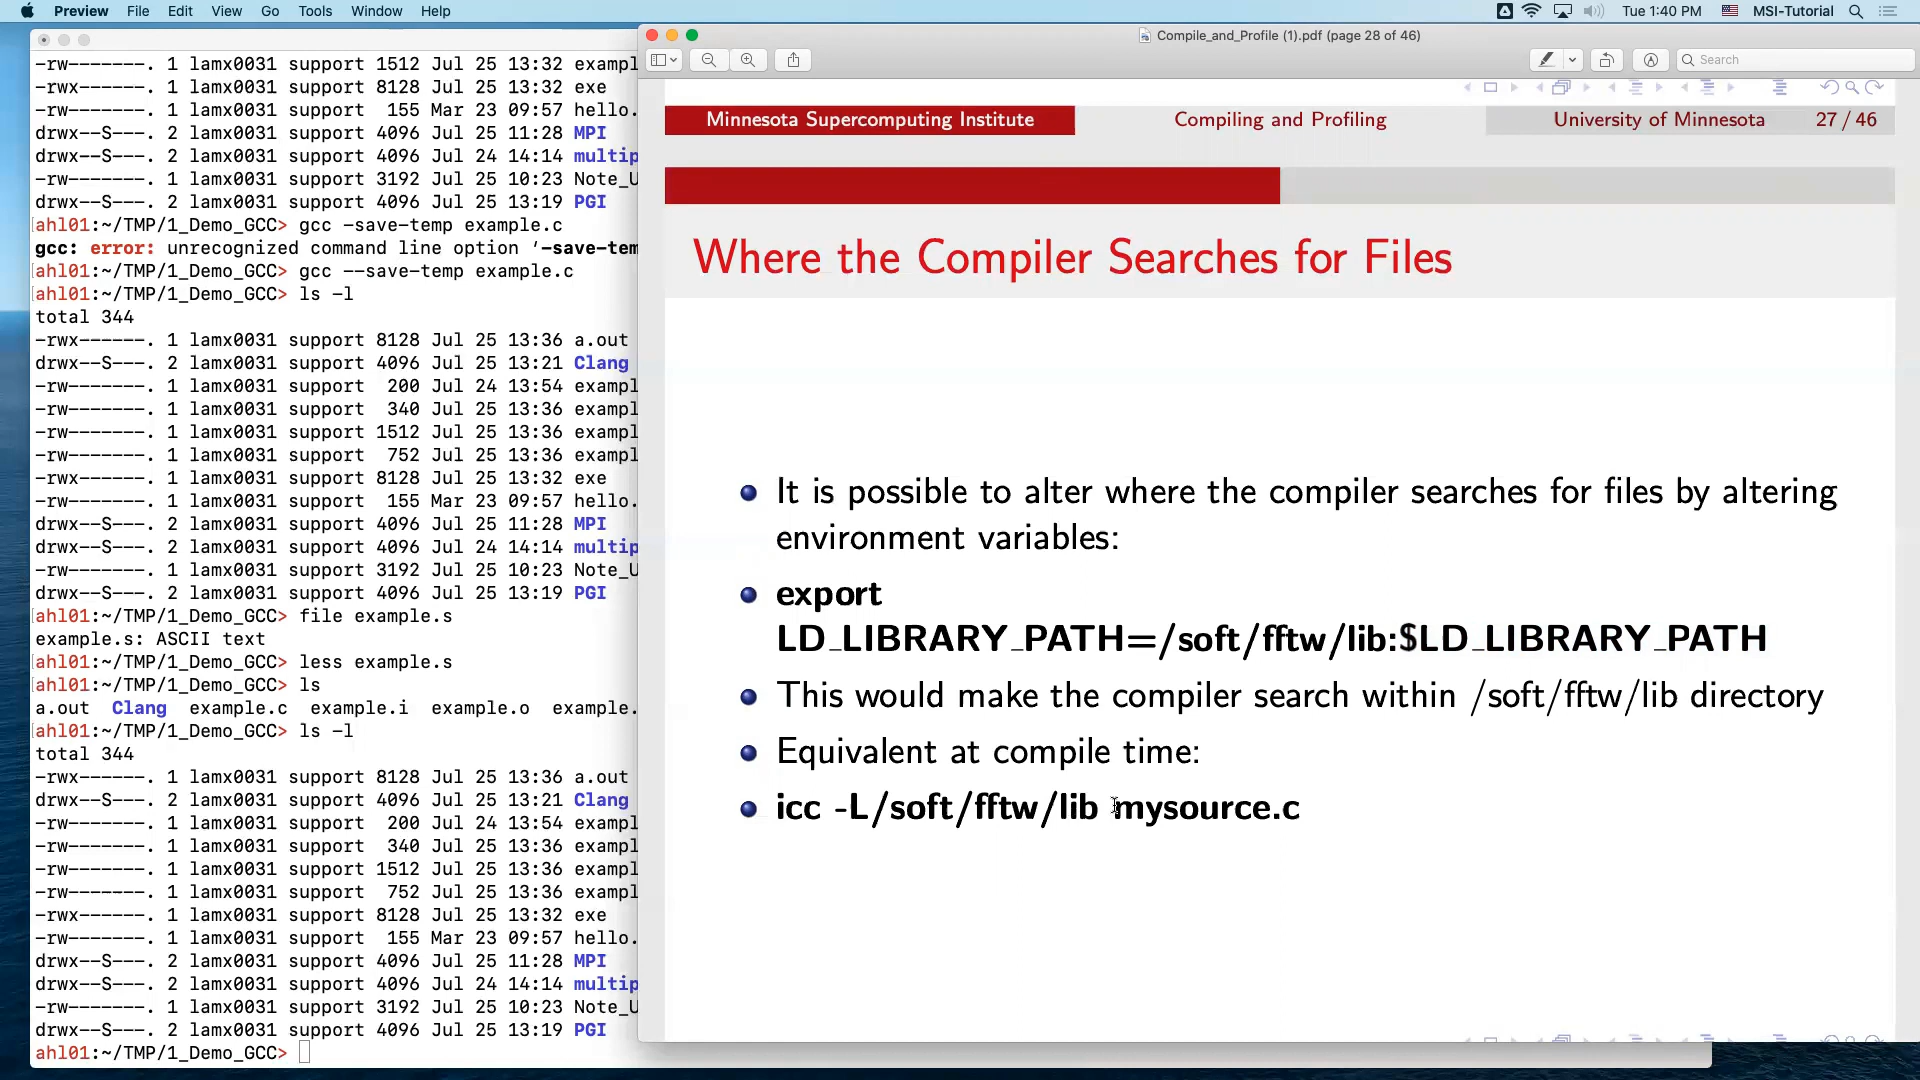 Preview File Edit View Go Tools Window Help
Tue 1:40 PM MSI-Tutorial
-rw-------. 1 lamx0031 support 1512 Jul 25 13:32 exampl
-rwx------. 1 lamx0031 support 8128 Jul 25 13:32 exe
-rw-------. 1 lamx0031 support 155 Mar 23 09:57 hello.
drwx--S---. 2 lamx0031 support 4096 Jul 25 11:28 MPI
drwx--S---. 2 lamx0031 support 4096 Jul 24 14:14 multip
-rw-------. 1 lamx0031 support 3192 Jul 25 10:23 Note_U
drwx--S---. 2 lamx0031 support 4096 Jul 25 13:19 PGI
[ahl01:~/TMP/1_Demo_GCC> gcc -save-temp example.c
gcc: error: unrecognized command line option ‘-save-tem
[ahl01:~/TMP/1_Demo_GCC> gcc --save-temp example.c
[ahl01:~/TMP/1_Demo_GCC> ls -l
total 344
-rwx------. 1 lamx0031 support 8128 Jul 25 13:36 a.out
drwx--S---. 2 lamx0031 support 4096 Jul 25 13:21 Clang
-rw-------. 1 lamx0031 support 200 Jul 24 13:54 exampl
-rw-------. 1 lamx0031 support 340 Jul 25 13:36 exampl
-rw-------. 1 lamx0031 support 1512 Jul 25 13:36 exampl
-rw-------. 1 lamx0031 support 752 Jul 25 13:36 exampl
-rwx------. 1 lamx0031 support 8128 Jul 25 13:32 exe
-rw-------. 1 lamx0031 support 155 Mar 23 09:57 hello.
drwx--S---. 2 lamx0031 support 4096 Jul 25 11:28 MPI
drwx--S---. 2 lamx0031 support 4096 Jul 24 14:14 multip
-rw-------. 1 lamx0031 support 3192 Jul 25 10:23 Note_U
drwx--S---. 2 lamx0031 support 4096 Jul 25 13:19 PGI
[ahl01:~/TMP/1_Demo_GCC> file example.s
example.s: ASCII text
[ahl01:~/TMP/1_Demo_GCC> less example.s
[ahl01:~/TMP/1_Demo_GCC> ls
a.out Clang example.c example.i example.o example.
[ahl01:~/TMP/1_Demo_GCC> ls -l
total 344
-rwx------. 1 lamx0031 support 8128 Jul 25 13:36 a.out
drwx--S---. 2 lamx0031 support 4096 Jul 25 13:21 Clang
-rw-------. 1 lamx0031 support 200 Jul 24 13:54 exampl
-rw-------. 1 lamx0031 support 340 Jul 25 13:36 exampl
-rw-------. 1 lamx0031 support 1512 Jul 25 13:36 exampl
-rw-------. 1 lamx0031 support 752 Jul 25 13:36 exampl
-rwx------. 1 lamx0031 support 8128 Jul 25 13:32 exe
-rw-------. 1 lamx0031 support 155 Mar 23 09:57 hello.
drwx--S---. 2 lamx0031 support 4096 Jul 25 11:28 MPI
drwx--S---. 2 lamx0031 support 4096 Jul 24 14:14 multip
-rw-------. 1 lamx0031 support 3192 Jul 25 10:23 Note_U
drwx--S---. 2 lamx0031 support 4096 Jul 25 13:19 PGI
ahl01:~/TMP/1_Demo_GCC>
Compile_and_Profile (1).pdf (page 28 of 46)
Search
Minnesota Supercomputing Institute Compiling and Profiling University of Minnesota 27 / 46
Where the Compiler Searches for Files
It is possible to alter where the compiler searches for files by altering
environment variables:
export
LD_LIBRARY_PATH=/soft/fftw/lib:$LD_LIBRARY_PATH
This would make the compiler search within /soft/fftw/lib directory
Equivalent at compile time:
icc -L/soft/fftw/lib mysource.c